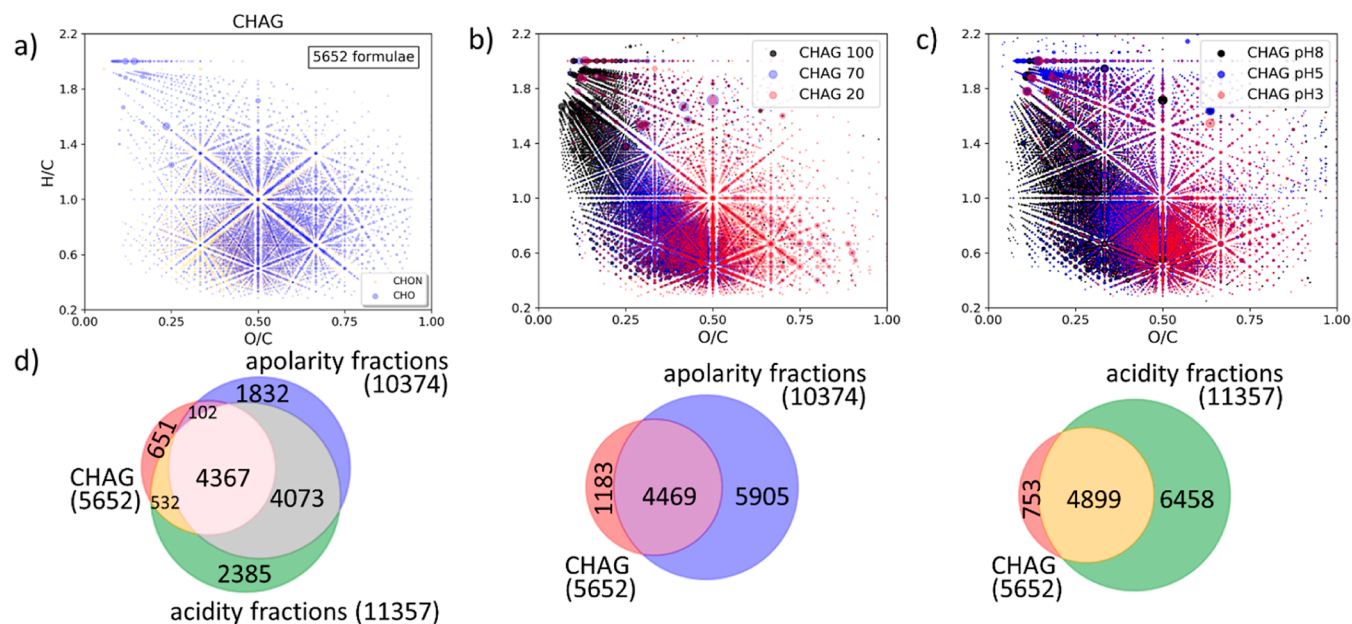 CHAG
a)
5652 formulae
H/C
2.2
1.8
1.4
1.0
0.6
0.2
0.00
0.25
0.50
0.75
1.00
O/C
CHON
CHO
b)
CHAG 100
CHAG 70
CHAG 20
2.2
1.8
1.4
1.0
0.6
0.2
0.00
0.25
0.50
0.75
1.00
O/C
c)
CHAG pH8
CHAG pH5
CHAG pH3
2.2
1.8
1.4
1.0
0.6
0.2
0.00
0.25
0.50
0.75
1.00
O/C
d)
apolarity fractions
(10374)
1832
102
651
4367
4073
532
CHAG
(5652)
2385
acidity fractions (11357)
apolarity fractions
(10374)
1183
4469
5905
CHAG
(5652)
acidity fractions
(11357)
753
4899
6458
CHAG
(5652)